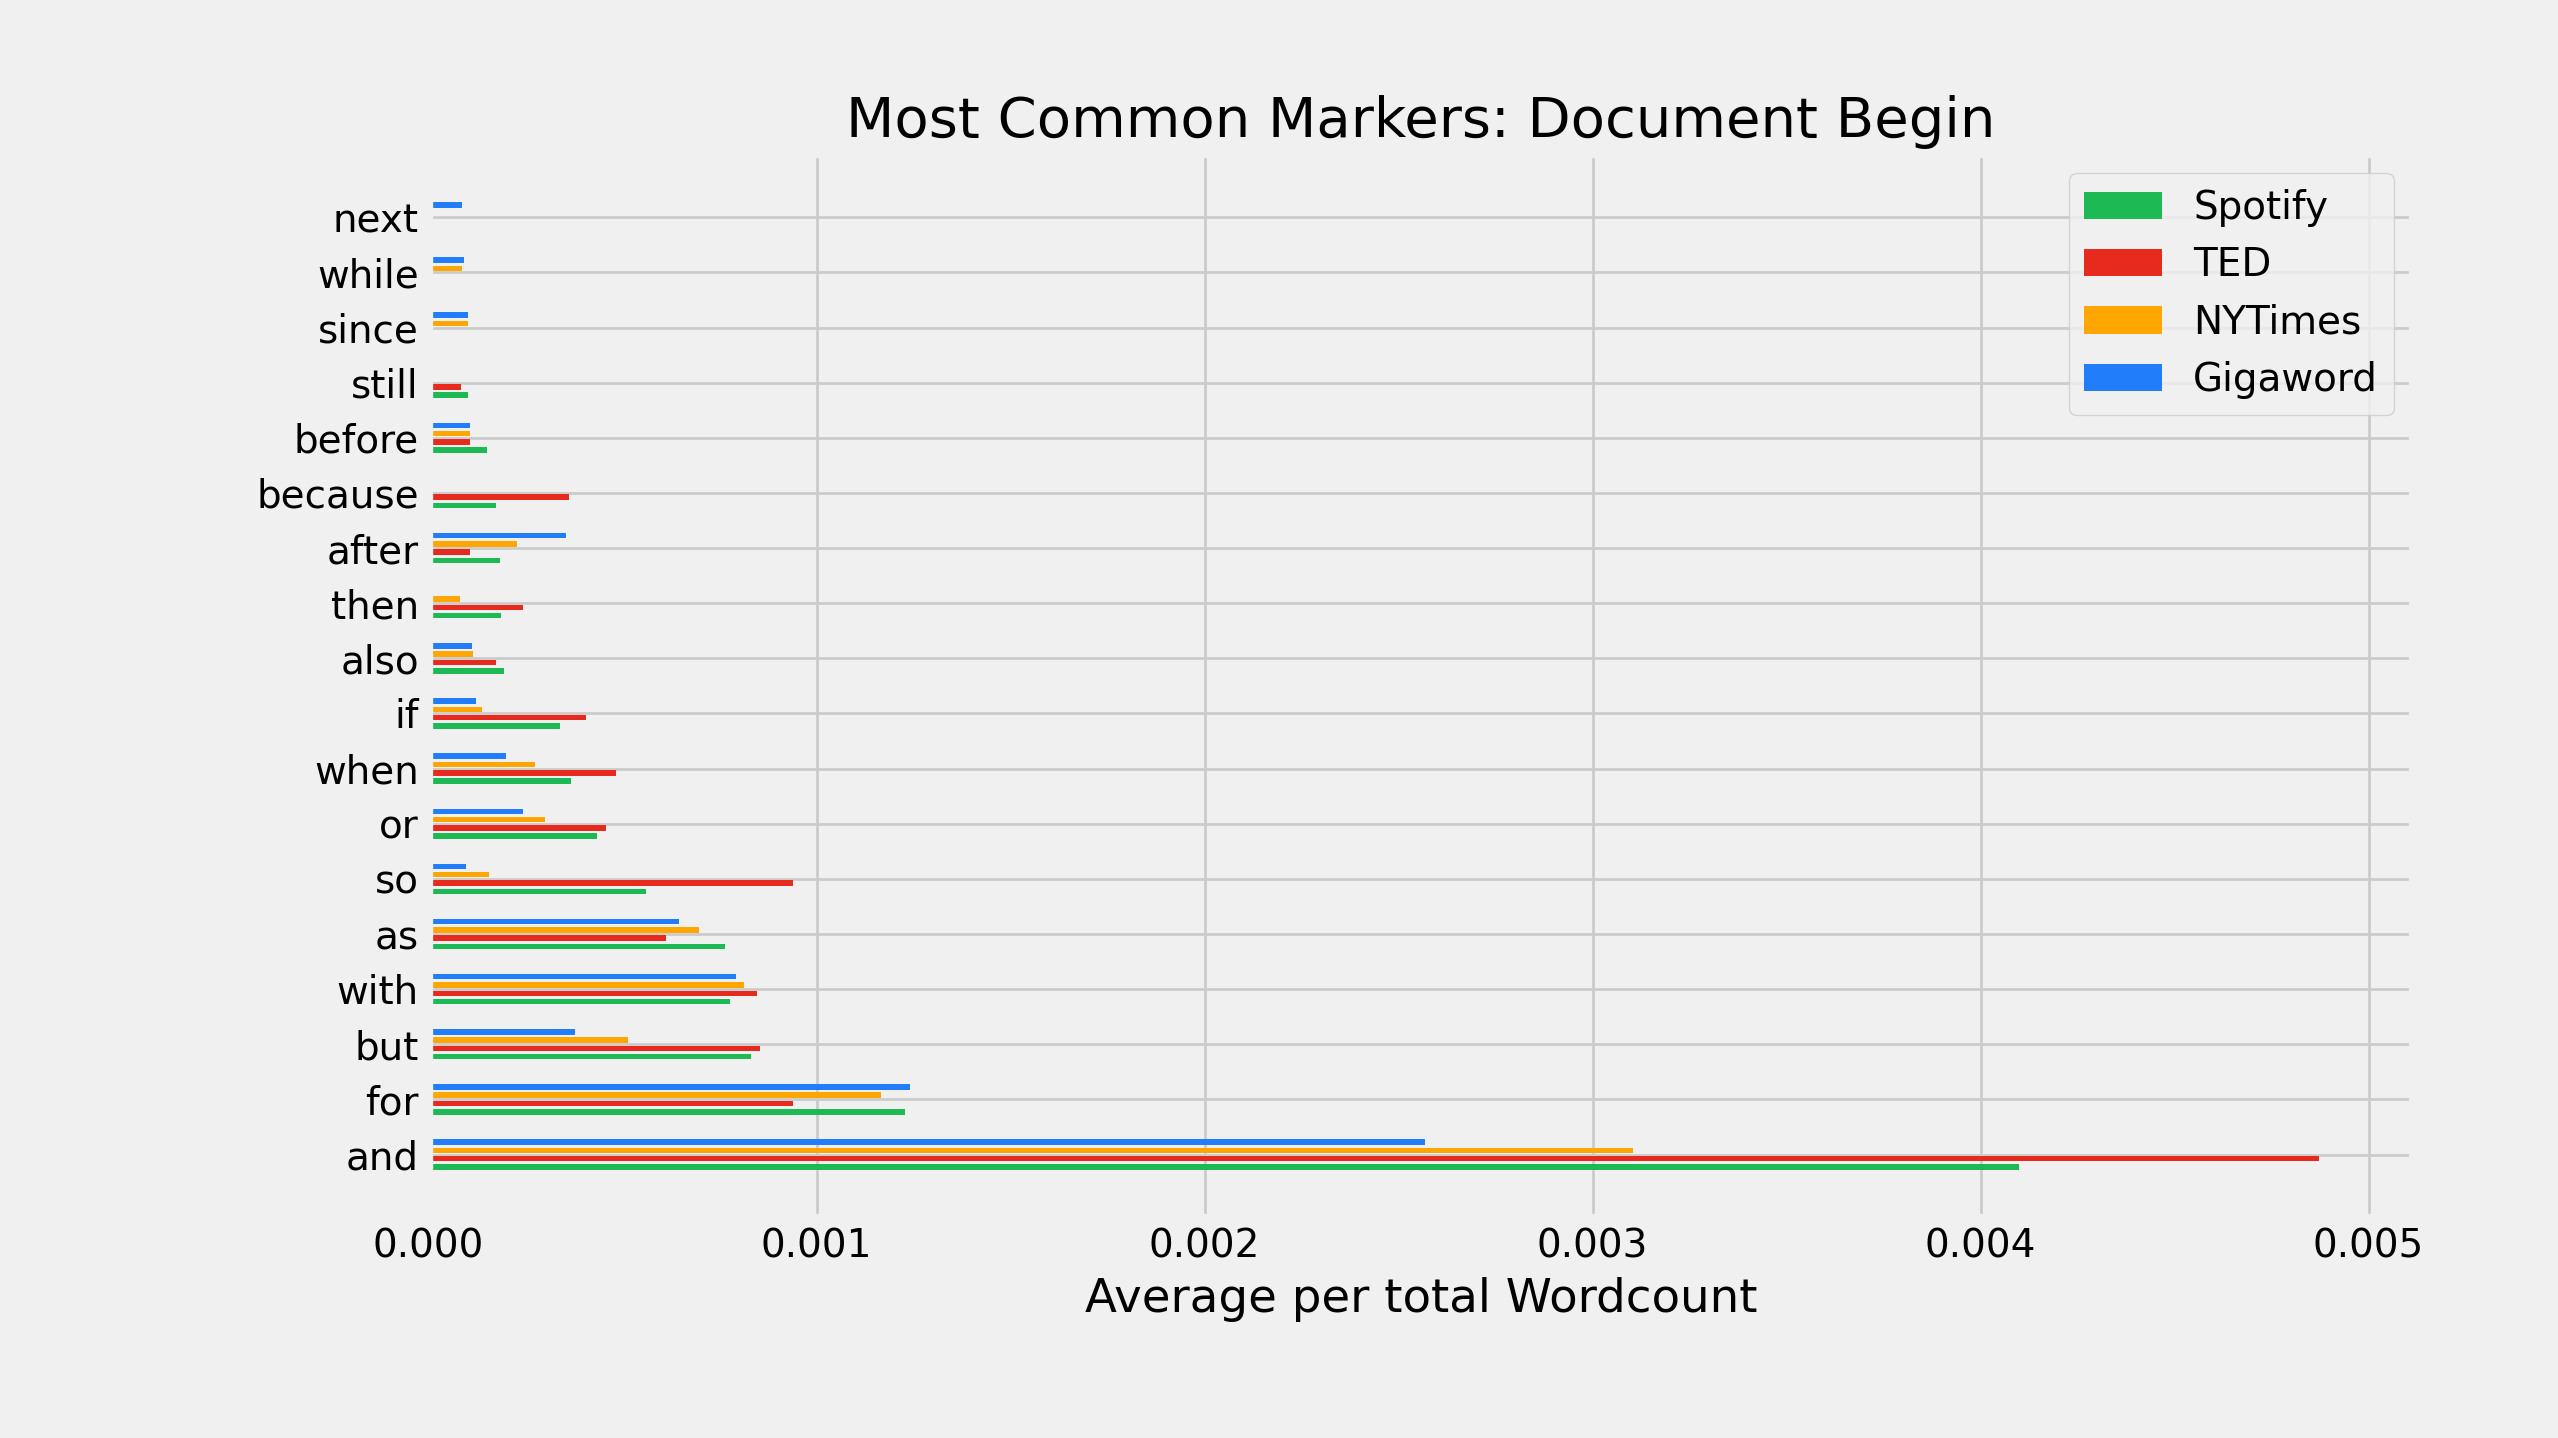 Most Common Markers: Document Begin
next
while
since
still
before
because
after
then
also
if
when
or
so
as
with
but
for
and
Spotify
TED
NYTimes
Gigaword
0.000 0.001 0.002 0.003 0.004 0.005
Average per total Wordcount